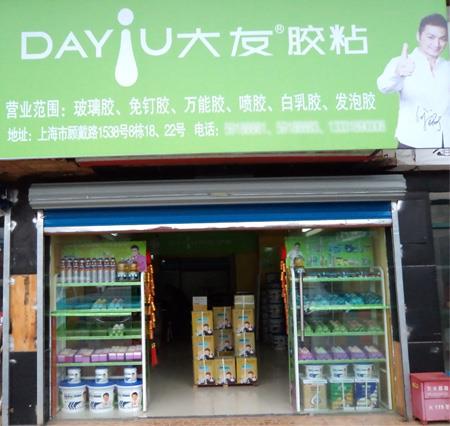 DAYiU大友®胶粘
营业范围：玻璃胶、免钉胶、万能胶、喷胶、白乳胶、发泡胶
地址：上海市顾戴路1538号8栋18、22号 电话：